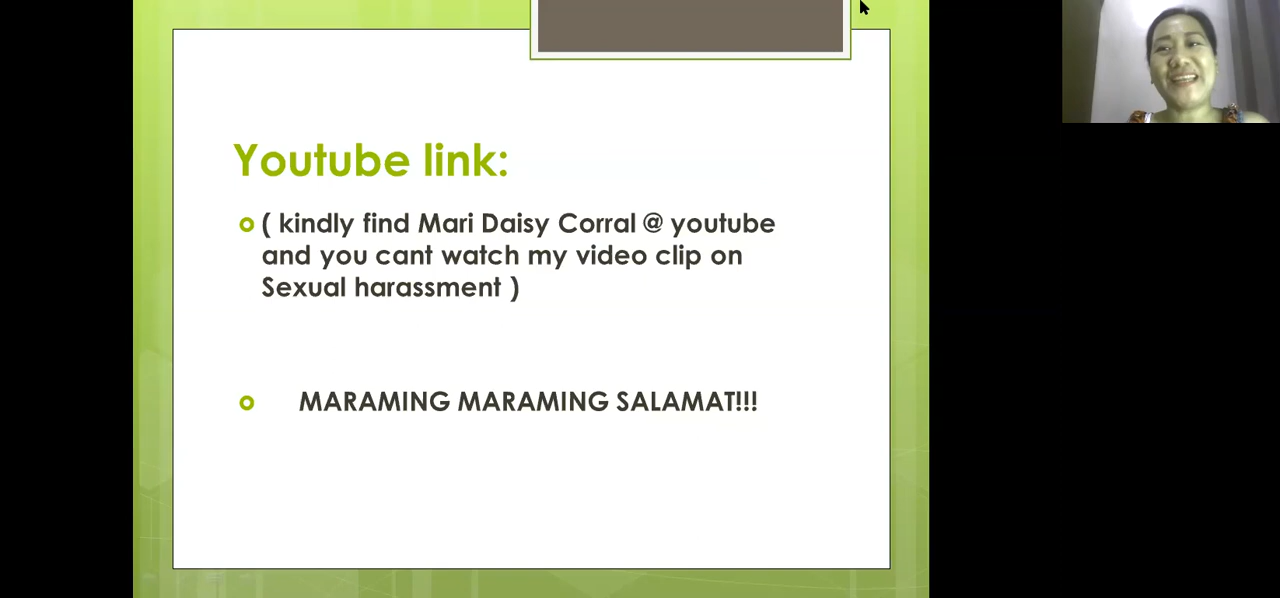 Youtube link:
( kindly find Mari Daisy Corral @ youtube
and you cant watch my video clip on
Sexual harassment )
MARAMING MARAMING SALAMAT!!!